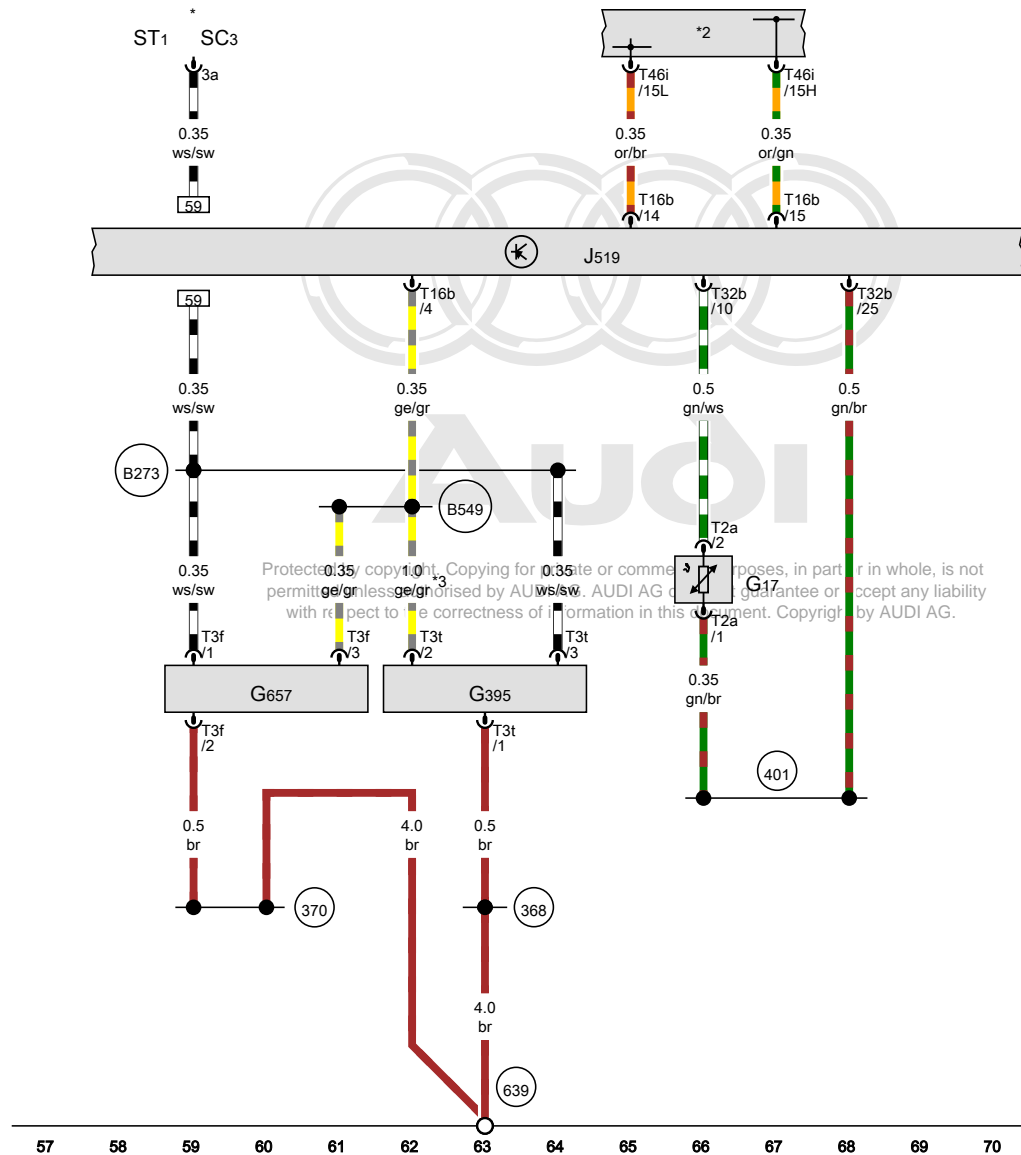 *
ST1 SC3
*2
3a
T46i
/15L
T46i
/15H
0.35
ws/sw
0.35
or/br
0.35
or/gn
59
T16b
/14
T16b
/15
J519
59
T16b
/4
T32b
/10
T32b
/25
0.35
ws/sw
0.35
ge/gr
0.5
gn/ws
0.5
gn/br
B273
B549
Audi
T2a
/2
0.35
ws/sw
0.35
ge/gr
1.0
ge/gr
*3
0.35
ws/sw
G17
Protected by copyright. Copying for private or commercial purposes, in part or in whole, is not
permitted unless authorised by AUDI AG. AUDI AG does not guarantee or accept any liability
with respect to the correctness of information in this document. Copyright by AUDI AG.
T2a
/1
T3f
/1
T3f
/3
T3t
/2
T3t
/3
G657
G395
0.35
gn/br
T3f
/2
T3t
/1
401
0.5
br
4.0
br
0.5
br
370
368
4.0
br
639
57 58 59 60 61 62 63 64 65 66 67 68 69 70